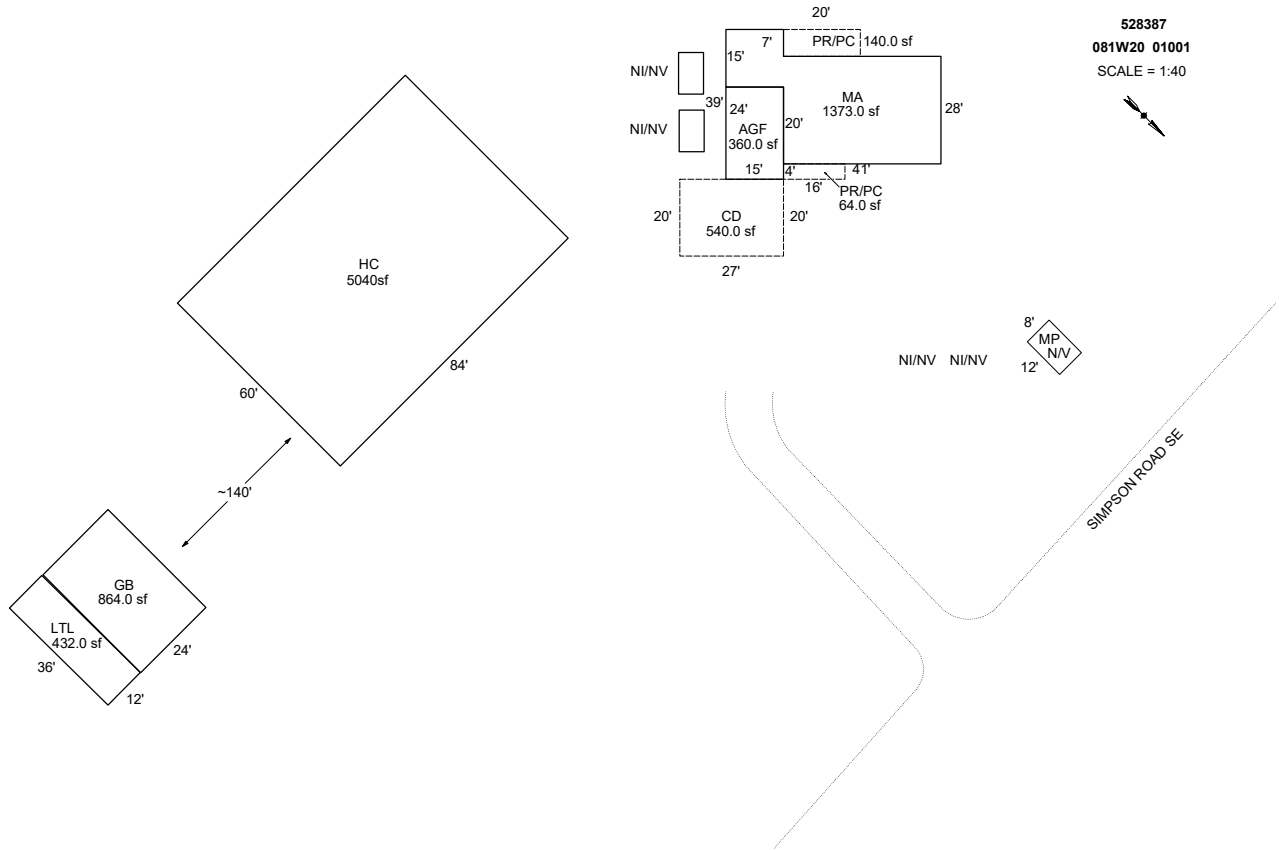 528387
081W20 01001
SCALE = 1:40
20'
7'
PR/PC 140.0 sf
15'
NI/NV
MA
1373.0 sf
39'
24'
28'
NI/NV
AGF
360.0 sf
20'
15'
4'
41'
16'
PR/PC
64.0 sf
20'
CD
540.0 sf
20'
27'
HC
5040sf
84'
60'
~140'
8'
MP
N/V
12'
NI/NV NI/NV
SIMPSON ROAD SE
GB
864.0 sf
LTL
432.0 sf
24'
36'
12'